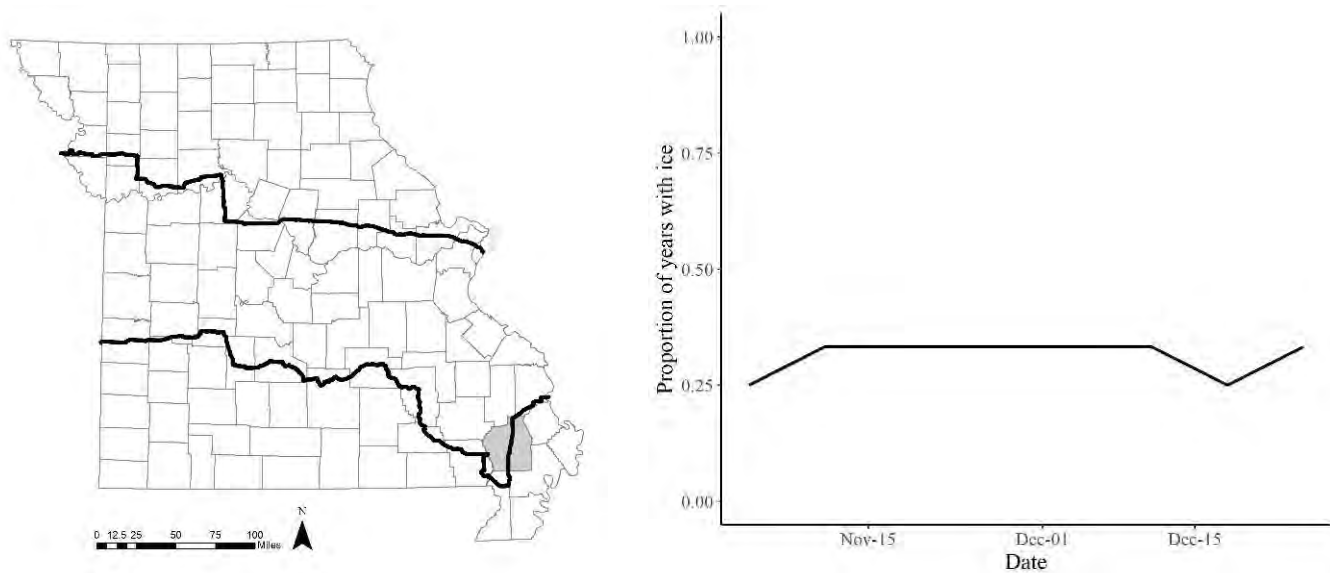 N
0 12.5 25 50 75 100
Miles
Proportion of years with ice
1.00
0.75
0.50
0.25
0.00
Nov-15
Dec-01
Dec-15
Date